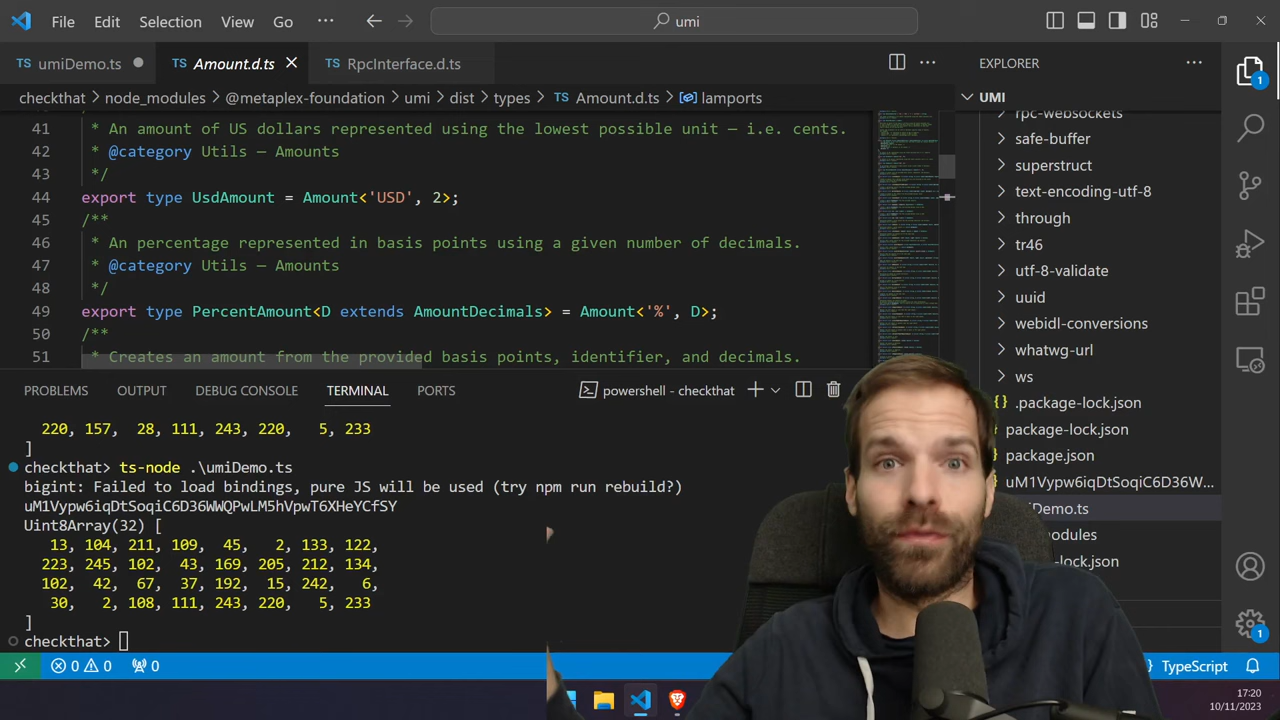 File Edit Selection View Go ··· umi
TS umiDemo.ts TS Amount.d.ts TS RpcInterface.d.ts
EXPLORER
checkthat > node_modules > @metaplex-foundation > umi > dist > types > TS Amount.d.ts > lamports
UMI
41 * An amount of US dollars represented using the lowest possible unit — i.e. cents.
42 * @category Utils — Amounts
43 */
44 export type UsdAmount = Amount<'USD', 2>;
45 /**
46 * An percentage represented in basis points using a given number of decimals.
47 * @category Utils — Amounts
48 */
49 export type PercentAmount<D extends AmountDecimals> = Amount<'%', D>;
50 /**
51 * Creates an amount from the provided basis points, identifier, and decimals.
rpc-websockets
safe-buffer
superstruct
text-encoding-utf-8
through
tr46
utf-8-validate
uuid
webidl-conversions
whatwg-url
ws
{} .package-lock.json
package-lock.json
package.json
uM1Vypw6iqDtSoqiC6D36W...
iDemo.ts
odules
-lock.json
1
1
PROBLEMS OUTPUT DEBUG CONSOLE TERMINAL PORTS powershell - checkthat
220, 157, 28, 111, 243, 220, 5, 233
]
checkthat> ts-node .\umiDemo.ts
bigint: Failed to load bindings, pure JS will be used (try npm run rebuild?)
uM1Vypw6iqDtSoqiC6D36WWQPwLM5hVpwT6XHeYCfSY
Uint8Array(32) [
13, 104, 211, 109, 45, 2, 133, 122,
223, 245, 102, 43, 169, 205, 212, 134,
102, 42, 67, 37, 192, 15, 242, 6,
30, 2, 108, 111, 243, 220, 5, 233
]
checkthat>
0 0 0
} TypeScript
17:20
10/11/2023